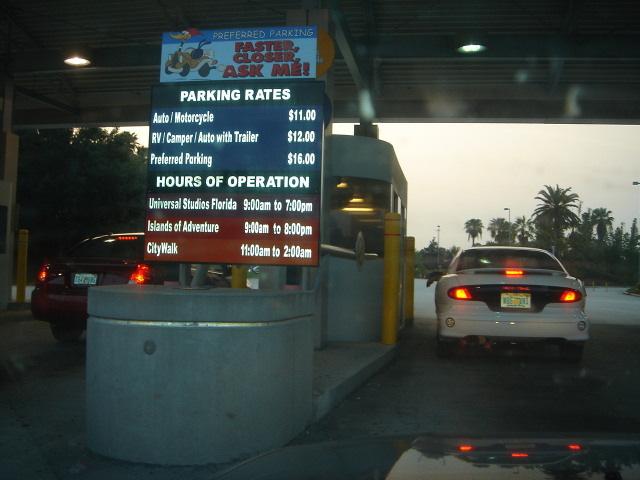 PREFERRED PARKING
FASTER,
CLOSER,
ASK ME!
PARKING RATES
Auto / Motorcycle $11.00
RV / Camper / Auto with Trailer $12.00
Preferred Parking $16.00
HOURS OF OPERATION
Universal Studios Florida 9:00am to 7:00pm
Islands of Adventure 9:00am to 8:00pm
CityWalk 11:00am to 2:00am